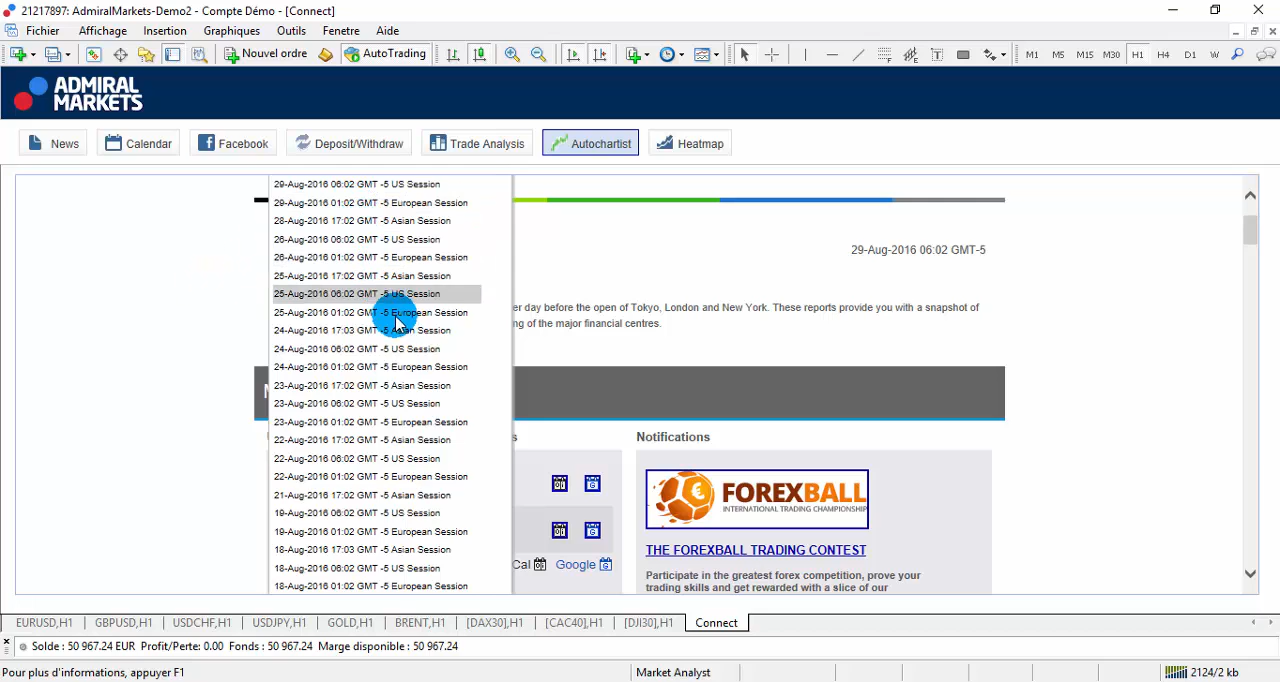 21217897: AdmiralMarkets-Demo2 - Compte Démo - [Connect]
Fichier Affichage Insertion Graphiques Outils Fenetre Aide
Nouvel ordre AutoTrading M1 M5 M15 M30 H1 H4 D1 W
ADMIRAL
MARKETS
News Calendar Facebook Deposit/Withdraw Trade Analysis Autochartist Heatmap
29-Aug-2016 06:02 GMT -5 US Session
29-Aug-2016 01:02 GMT -5 European Session
28-Aug-2016 17:02 GMT -5 Asian Session
26-Aug-2016 06:02 GMT -5 US Session
26-Aug-2016 01:02 GMT -5 European Session
25-Aug-2016 17:02 GMT -5 Asian Session
25-Aug-2016 06:02 GMT -5 US Session
25-Aug-2016 01:02 GMT -5 European Session
24-Aug-2016 17:03 GMT -5 Asian Session
24-Aug-2016 06:02 GMT -5 US Session
24-Aug-2016 01:02 GMT -5 European Session
23-Aug-2016 17:02 GMT -5 Asian Session
23-Aug-2016 06:02 GMT -5 US Session
23-Aug-2016 01:02 GMT -5 European Session
22-Aug-2016 17:02 GMT -5 Asian Session
22-Aug-2016 06:02 GMT -5 US Session
22-Aug-2016 01:02 GMT -5 European Session
21-Aug-2016 17:02 GMT -5 Asian Session
19-Aug-2016 06:02 GMT -5 US Session
19-Aug-2016 01:02 GMT -5 European Session
18-Aug-2016 17:03 GMT -5 Asian Session
18-Aug-2016 06:02 GMT -5 US Session
18-Aug-2016 01:02 GMT -5 European Session
29-Aug-2016 06:02 GMT-5
er day before the open of Tokyo, London and New York. These reports provide you with a snapshot of
ng of the major financial centres.
s
Cal Google
Notifications
FOREXBALL
INTERNATIONAL TRADING CHAMPIONSHIP
THE FOREXBALL TRADING CONTEST
Participate in the greatest forex competition, prove your
trading skills and get rewarded with a slice of our
EURUSD,H1 GBPUSD,H1 USDCHF,H1 USDJPY,H1 GOLD,H1 BRENT,H1 [DAX30],H1 [CAC40],H1 [DJI30],H1 Connect
Solde : 50 967.24 EUR Profit/Perte: 0.00 Fonds : 50 967.24 Marge disponible : 50 967.24
Pour plus d'informations, appuyer F1 Market Analyst 2124/2 kb